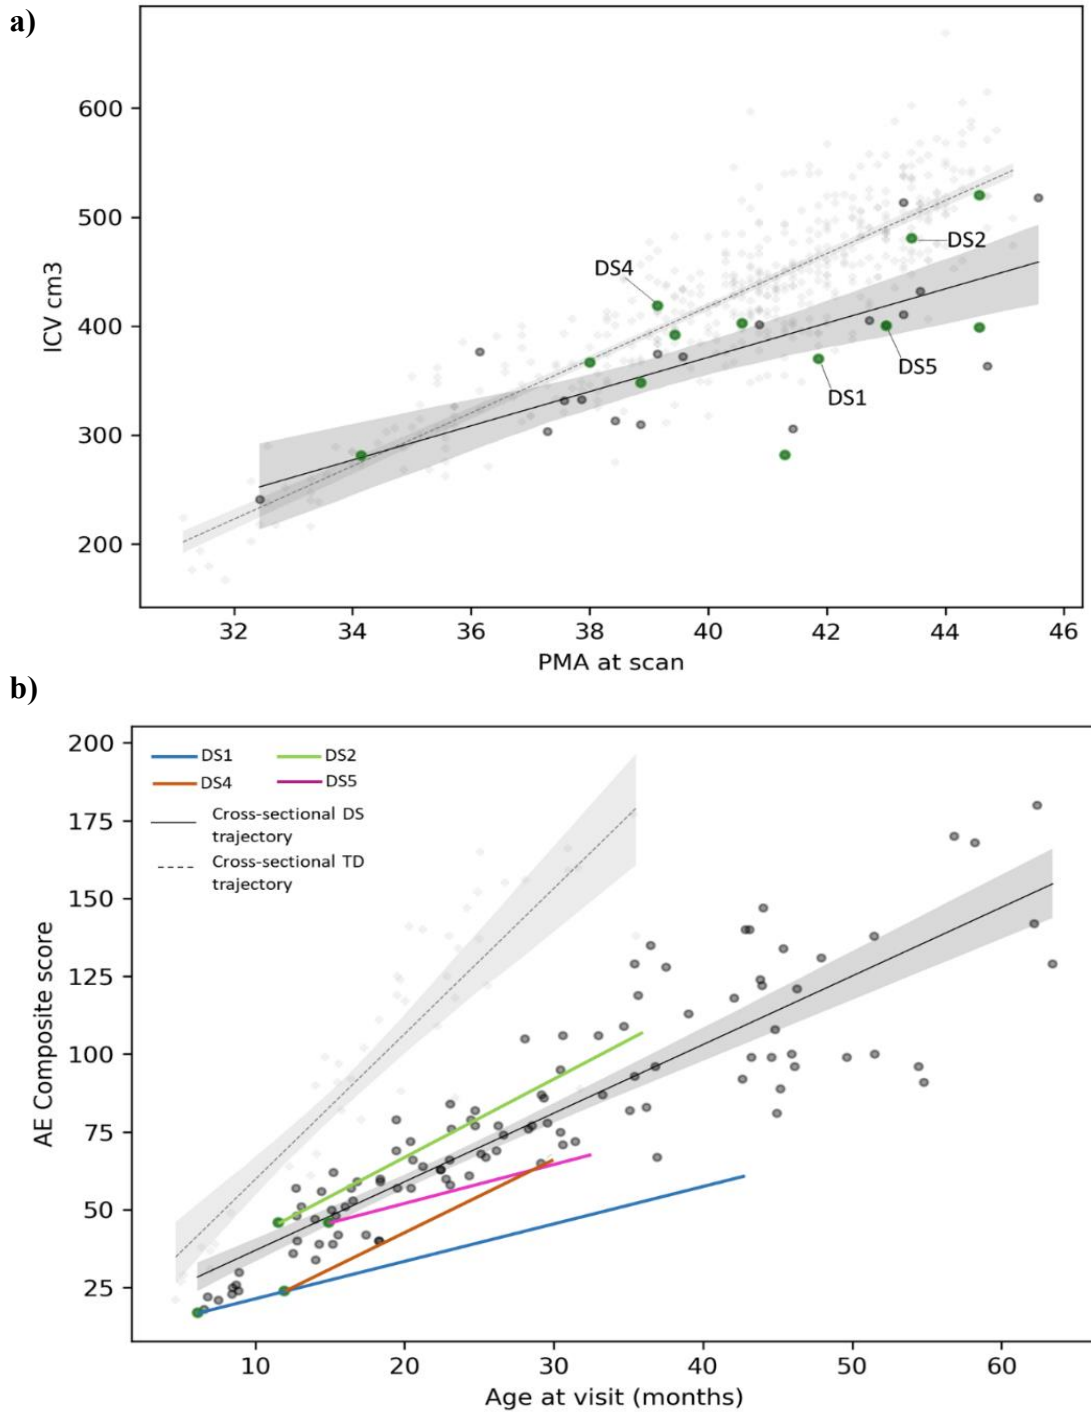 a)
600
500
400
300
200
ICV cm3
DS4
DS2
DS5
DS1
32 34 36 38 40 42 44 46
PMA at scan
b)
200
175
150
125
100
75
50
25
AE Composite score
DS1 DS2
DS4 DS5
Cross-sectional DS
trajectory
Cross-sectional TD
trajectory
10 20 30 40 50 60
Age at visit (months)